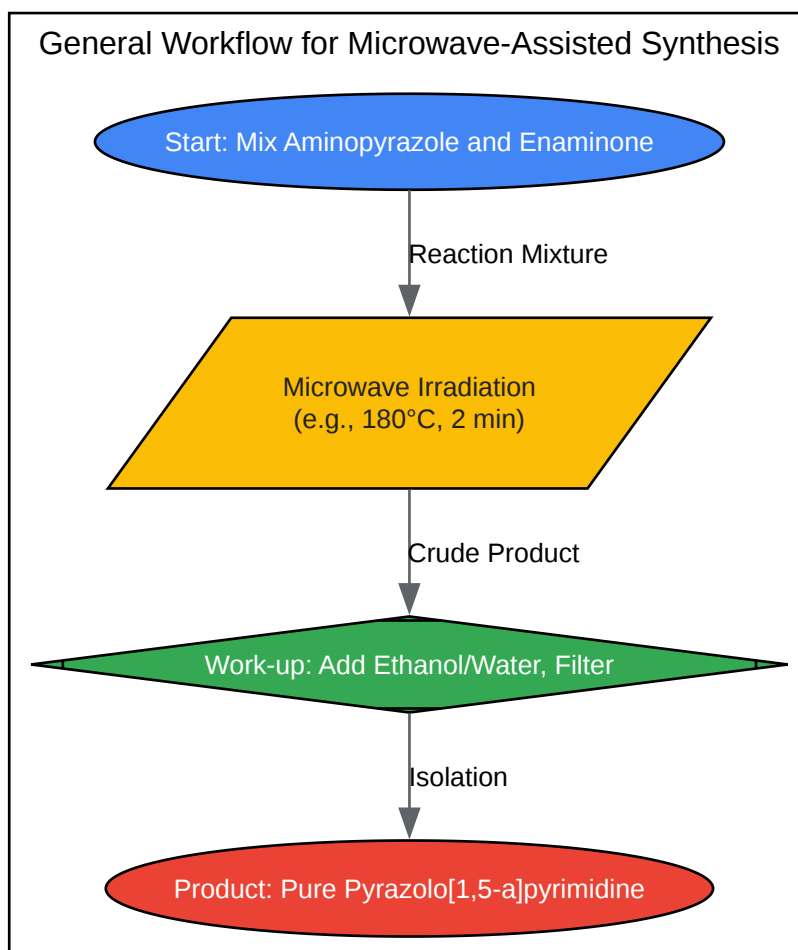 General Workflow for Microwave-Assisted Synthesis
Start: Mix Aminopyrazole and Enaminone
Reaction Mixture
Microwave Irradiation
(e.g., 180°C, 2 min)
Crude Product
Work-up: Add Ethanol/Water, Filter
Isolation
Product: Pure Pyrazolo[1,5-a]pyrimidine